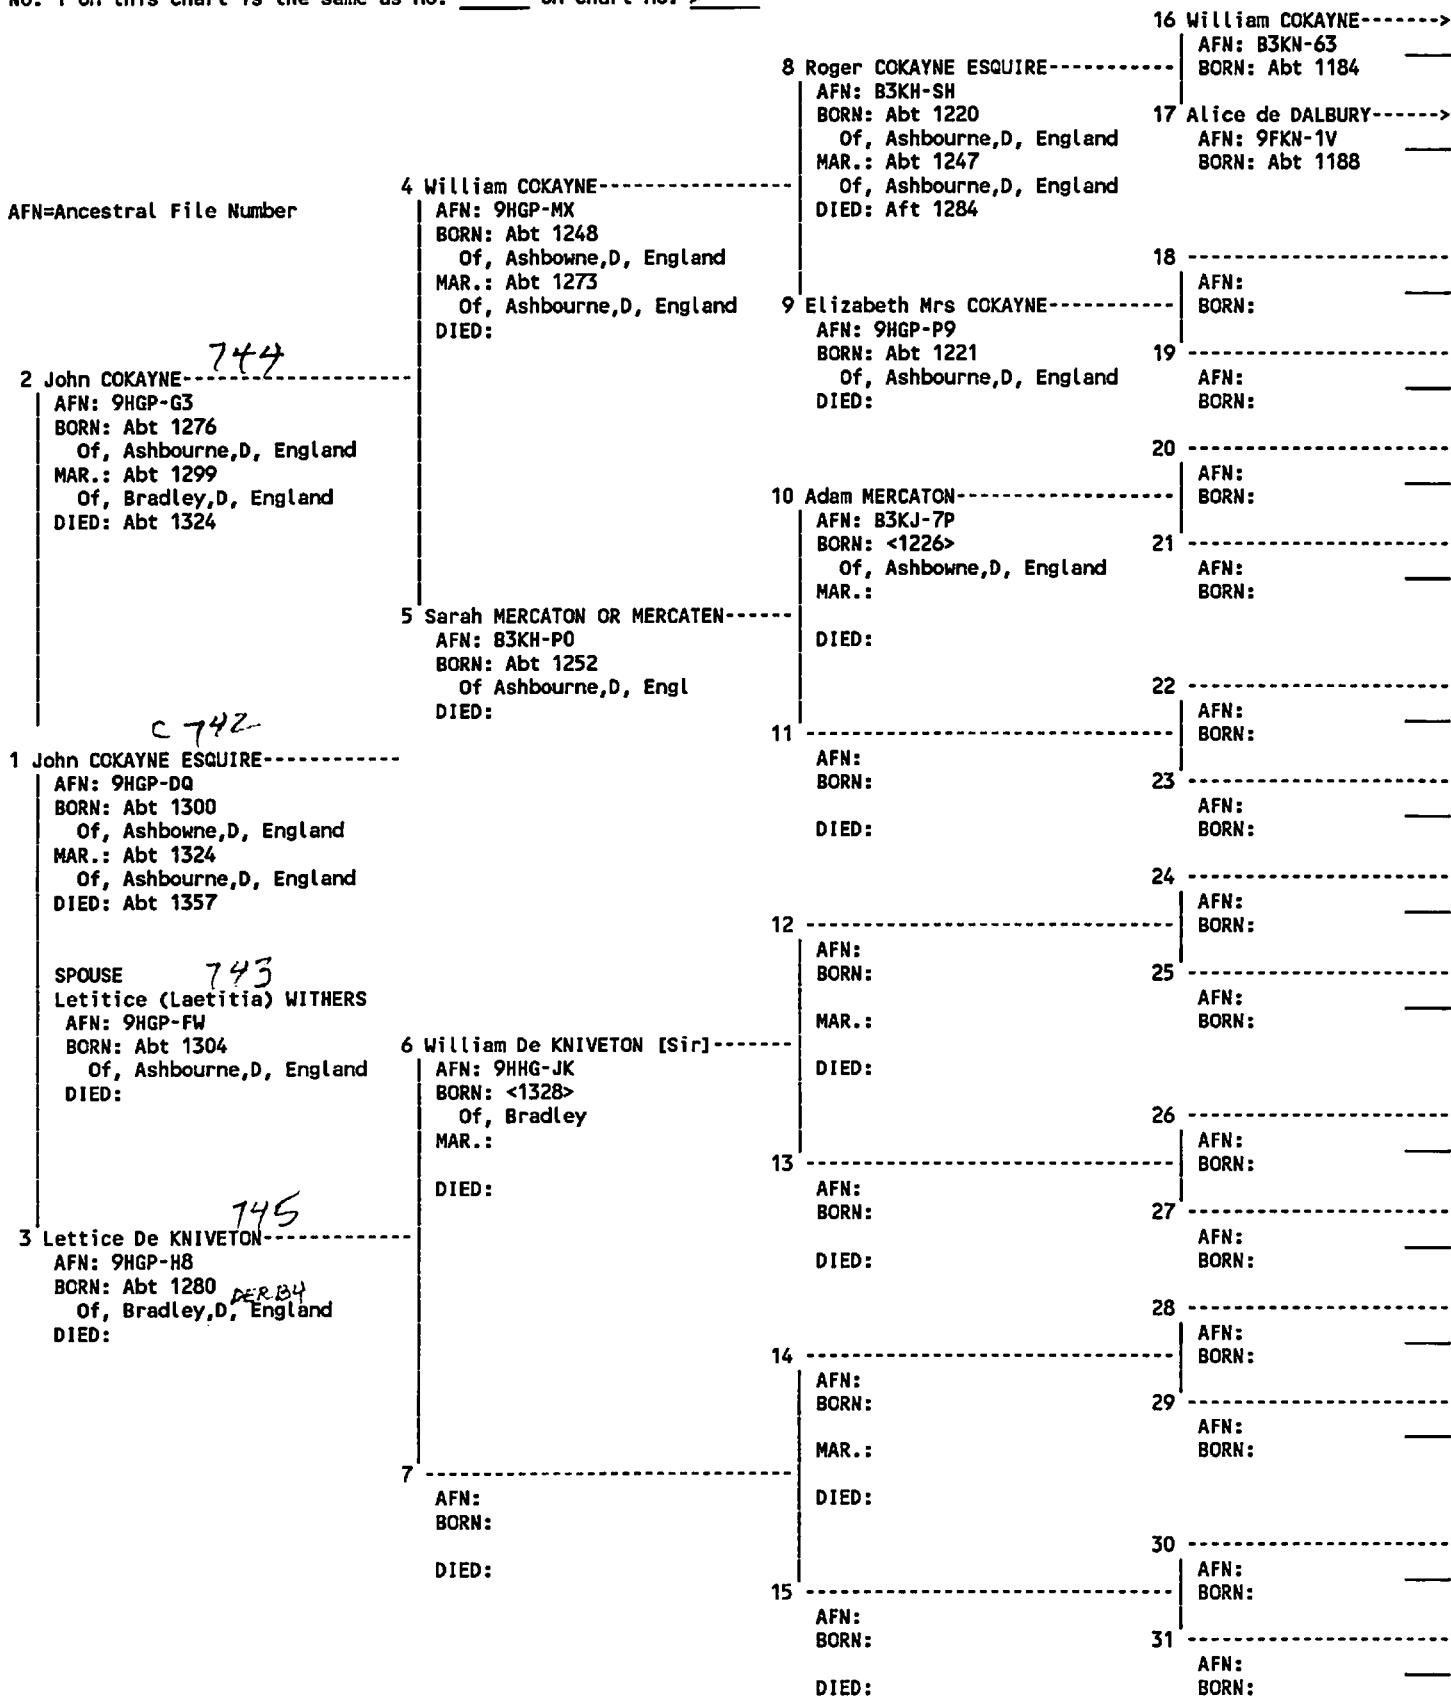 No. 1 on this chart is the same as no. _____ on chart no. _____
16 William COKAYNE------->
AFN: B3KN-63
BORN: Abt 1184
8 Roger COKAYNE ESQUIRE-----------
AFN: B3KH-SH
BORN: Abt 1220
Of, Ashbourne,D, England
MAR.: Abt 1247
Of, Ashbourne,D, England
DIED: Aft 1284
17 Alice de DALBURY------>
AFN: 9FKN-1V
BORN: Abt 1188
4 William COKAYNE----------------
AFN: 9HGP-MX
BORN: Abt 1248
Of, Ashbowne,D, England
MAR.: Abt 1273
Of, Ashbourne,D, England
DIED:
AFN=Ancestral File Number
18 ----------------------
AFN:
BORN:
9 Elizabeth Mrs COKAYNE-----------
AFN: 9HGP-P9
BORN: Abt 1221
Of, Ashbourne,D, England
DIED:
19 ----------------------
AFN:
BORN:
744
2 John COKAYNE-------------------
AFN: 9HGP-G3
BORN: Abt 1276
Of, Ashbourne,D, England
MAR.: Abt 1299
Of, Bradley,D, England
DIED: Abt 1324
20 ----------------------
AFN:
BORN:
10 Adam MERCATON------------------
AFN: B3KJ-7P
BORN: <1226>
Of, Ashbowne,D, England
MAR.:
DIED:
21 ----------------------
AFN:
BORN:
5 Sarah MERCATON OR MERCATEN------
AFN: B3KH-P0
BORN: Abt 1252
Of Ashbourne,D, Engl
DIED:
22 ----------------------
AFN:
BORN:
11 -------------------------------
AFN:
BORN:
DIED:
23 ----------------------
AFN:
BORN:
C 742
1 John COKAYNE ESQUIRE------------
AFN: 9HGP-DQ
BORN: Abt 1300
Of, Ashbowne,D, England
MAR.: Abt 1324
Of, Ashbourne,D, England
DIED: Abt 1357
24 ----------------------
AFN:
BORN:
12 -------------------------------
AFN:
BORN:
MAR.:
DIED:
25 ----------------------
AFN:
BORN:
SPOUSE 743
Letitice (Laetitia) WITHERS
AFN: 9HGP-FW
BORN: Abt 1304
Of, Ashbourne,D, England
DIED:
6 William De KNIVETON [Sir]-------
AFN: 9HHG-JK
BORN: <1328>
Of, Bradley
MAR.:
DIED:
26 ----------------------
AFN:
BORN:
13 -------------------------------
AFN:
BORN:
DIED:
27 ----------------------
AFN:
BORN:
745
3 Lettice De KNIVETON------------
AFN: 9HGP-H8
BORN: Abt 1280
DERBY
Of, Bradley,D, England
DIED:
28 ----------------------
AFN:
BORN:
14 -------------------------------
AFN:
BORN:
MAR.:
DIED:
29 ----------------------
AFN:
BORN:
7 -------------------------------
AFN:
BORN:
DIED:
30 ----------------------
AFN:
BORN:
15 -------------------------------
AFN:
BORN:
DIED:
31 ----------------------
AFN:
BORN: